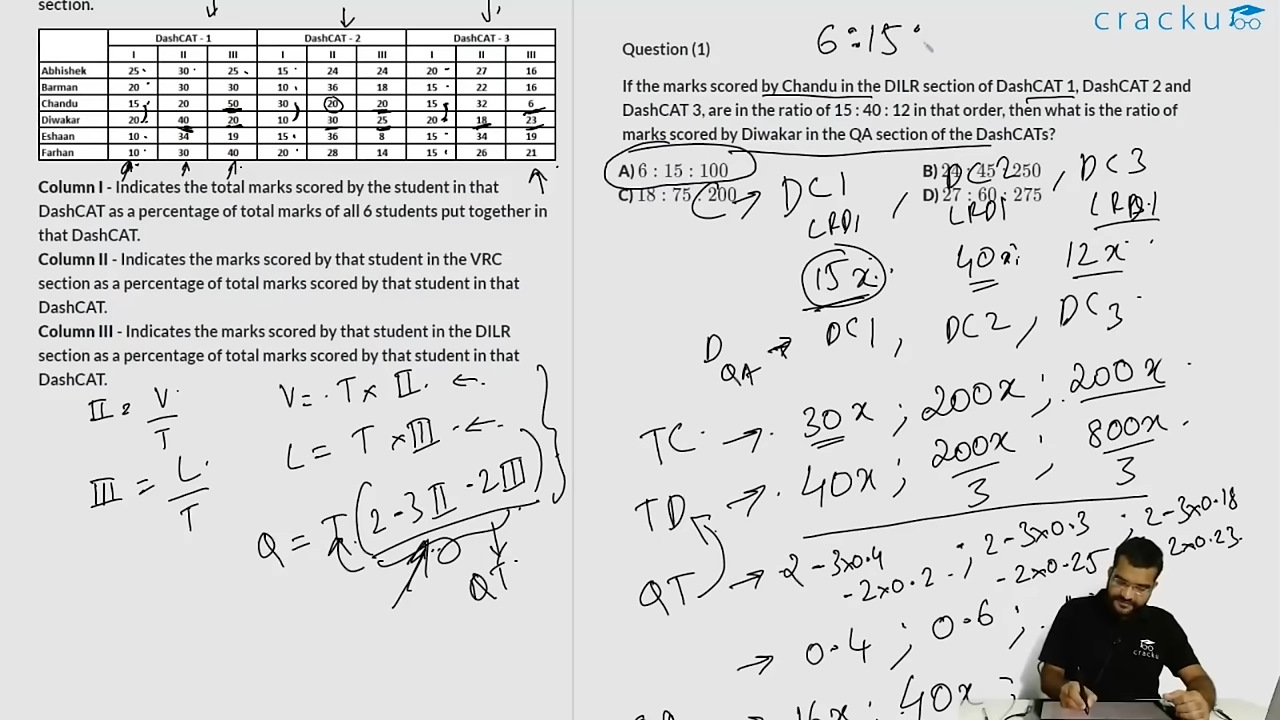 section.
DashCAT - 1 DashCAT - 2 DashCAT - 3
I II III I II III I II III
Abhishek 25 30 25 15 24 24 20 27 16
Barman 20 30 30 10 36 18 15 22 16
Chandu 15 20 50 30 20 20 15 32 6
Diwakar 20 40 20 10 30 25 20 18 23
Eshaan 10 34 19 15 36 8 15 34 19
Farhan 10 30 40 20 28 14 15 26 21
Column I - Indicates the total marks scored by the student in that
DashCAT as a percentage of total marks of all 6 students put together in
that DashCAT.
Column II - Indicates the marks scored by that student in the VRC
section as a percentage of total marks scored by that student in that
DashCAT.
Column III - Indicates the marks scored by that student in the DILR
section as a percentage of total marks scored by that student in that
DashCAT.
II = V/T V = T x II
III = L/T L = T x III
Q = T (2 - 3II - 2III)
QT
cracku
6 : 15 :
Question (1)
If the marks scored by Chandu in the DILR section of DashCAT 1, DashCAT 2 and
DashCAT 3, are in the ratio of 15 : 40 : 12 in that order, then what is the ratio of
marks scored by Diwakar in the QA section of the DashCATs?
A) 6 : 15 : 100 B) 24 : 45 : 250
C) 18 : 75 : 200 D) 27 : 60 : 275
C → DC1 , DC2 , DC3
LRDI LRDI LRDI
15x 40x 12x
D QA → DC1 , DC2 , DC3
TC → 30x ; 200x ; 200x
TD → 40x ; 200x/3 ; 800x/3
QT → 2 - 3x0.4 - 2x0.2 ; 2 - 3x0.3 - 2x0.25 ; 2 - 3x0.18 2x0.23
→ 0.4 ; 0.6 ;
16x ; 40x ;
cracku